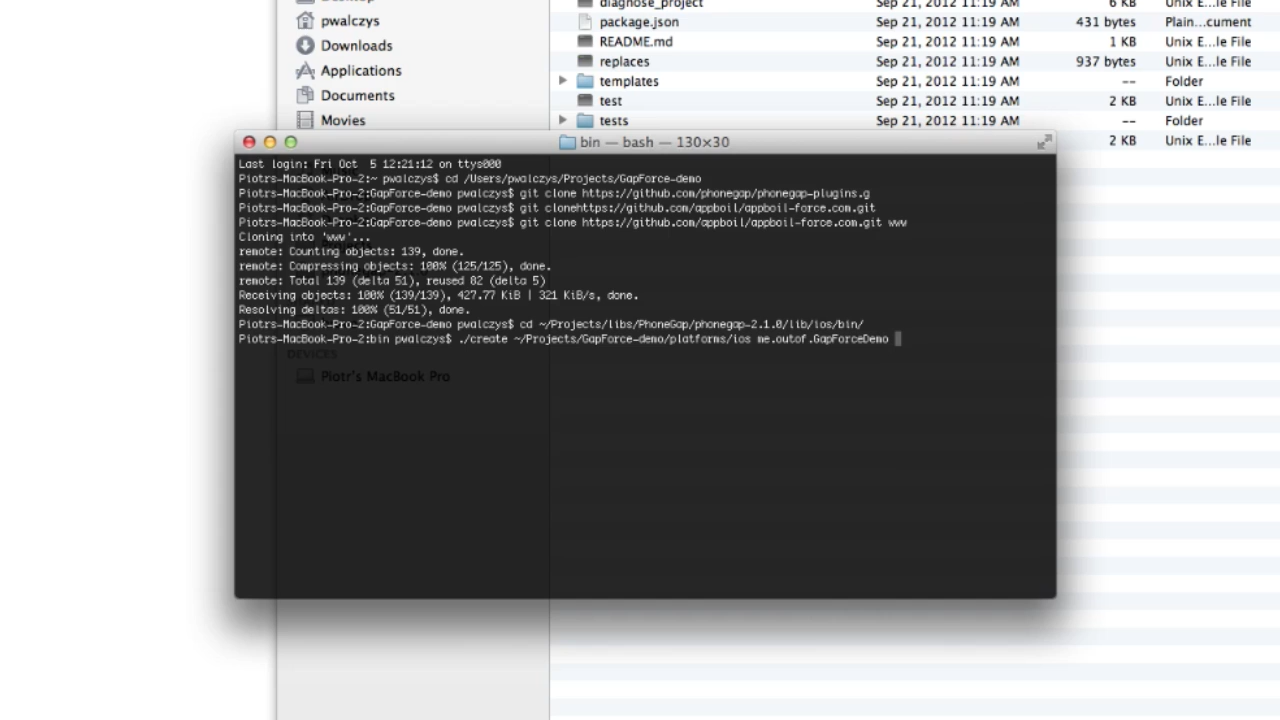 diagnose_project Sep 21, 2012 11:19 AM 6 KB Unix E...le File
pwalczys package.json Sep 21, 2012 11:19 AM 431 bytes Plain...cument
Downloads README.md Sep 21, 2012 11:19 AM 1 KB Unix E...le File
replaces Sep 21, 2012 11:19 AM 937 bytes Unix E...le File
Applications templates Sep 21, 2012 11:19 AM -- Folder
Documents test Sep 21, 2012 11:19 AM 2 KB Unix E...le File
Movies tests Sep 21, 2012 11:19 AM -- Folder
2 KB Unix E...le File
bin — bash — 130×30
Last login: Fri Oct  5 12:21:12 on ttys000
Piotrs-MacBook-Pro-2:~ pwalczys$ cd /Users/pwalczys/Projects/GapForce-demo
Piotrs-MacBook-Pro-2:GapForce-demo pwalczys$ git clone https://github.com/phonegap/phonegap-plugins.g
Piotrs-MacBook-Pro-2:GapForce-demo pwalczys$ git clonehttps://github.com/appboil/appboil-force.com.git
Piotrs-MacBook-Pro-2:GapForce-demo pwalczys$ git clone https://github.com/appboil/appboil-force.com.git www
Cloning into 'www'...
remote: Counting objects: 139, done.
remote: Compressing objects: 100% (125/125), done.
remote: Total 139 (delta 51), reused 82 (delta 5)
Receiving objects: 100% (139/139), 427.77 KiB | 321 KiB/s, done.
Resolving deltas: 100% (51/51), done.
Piotrs-MacBook-Pro-2:GapForce-demo pwalczys$ cd ~/Projects/libs/PhoneGap/phonegap-2.1.0/lib/ios/bin/
Piotrs-MacBook-Pro-2:bin pwalczys$ ./create ~/Projects/GapForce-demo/platforms/ios me.outof.GapForceDemo
DEVICES
Piotr's MacBook Pro